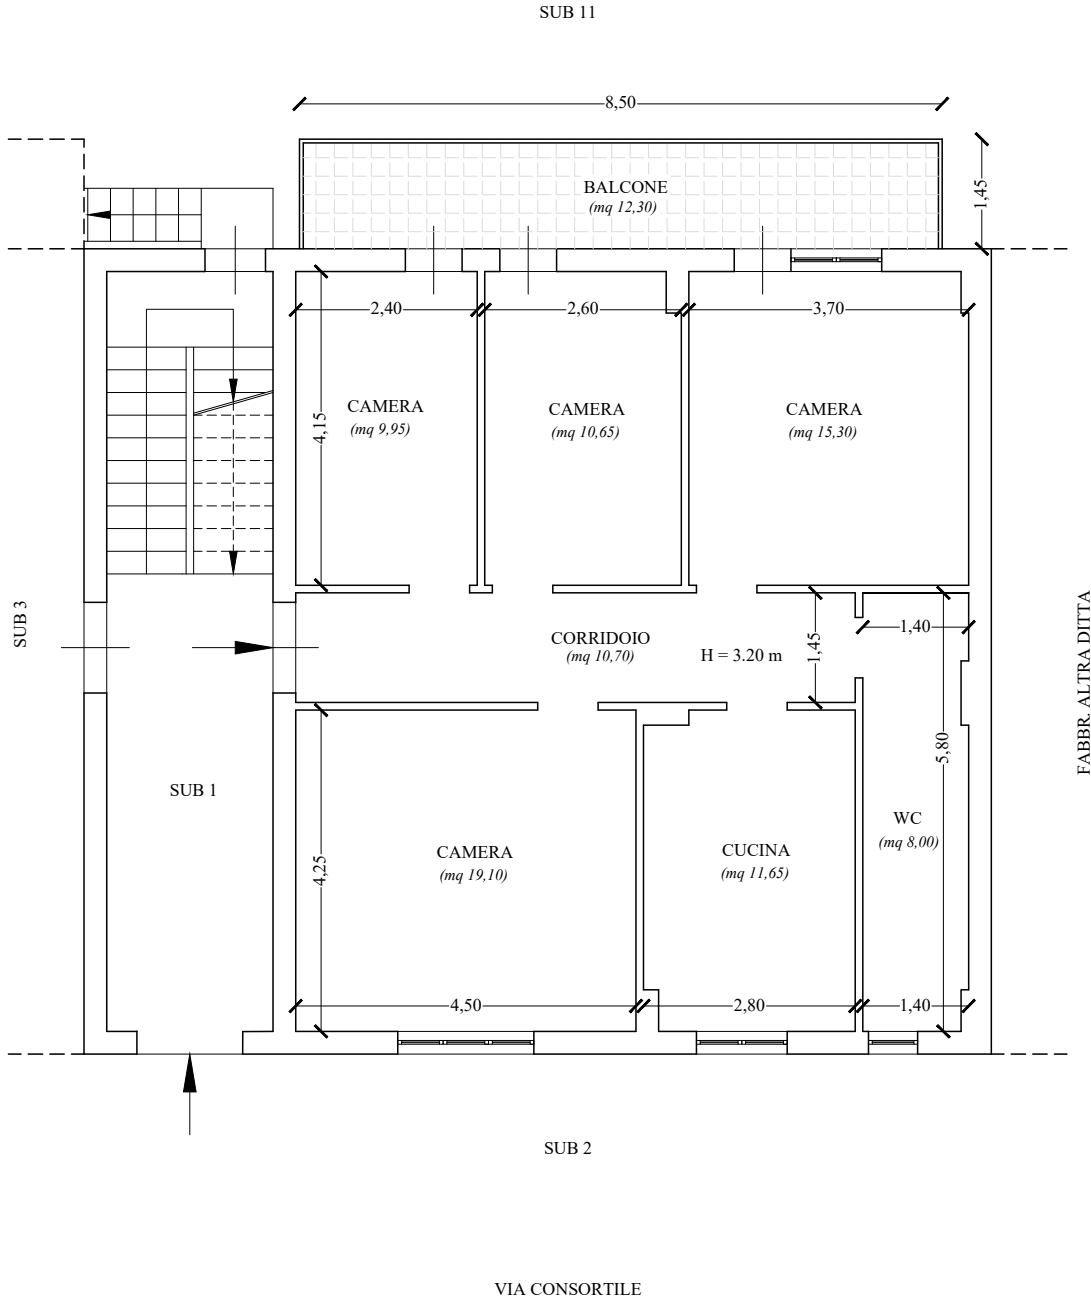 SUB 11
8,50
BALCONE
(mq 12,30)
1,45
2,40
2,60
3,70
4,15
CAMERA
(mq 9,95)
CAMERA
(mq 10,65)
CAMERA
(mq 15,30)
SUB 3
CORRIDOIO
(mq 10,70)
H = 3.20 m
1,45
1,40
FABBR. ALTRA DITTA
5,80
SUB 1
4,25
CAMERA
(mq 19,10)
CUCINA
(mq 11,65)
WC
(mq 8,00)
4,50
2,80
1,40
SUB 2
VIA CONSORTILE